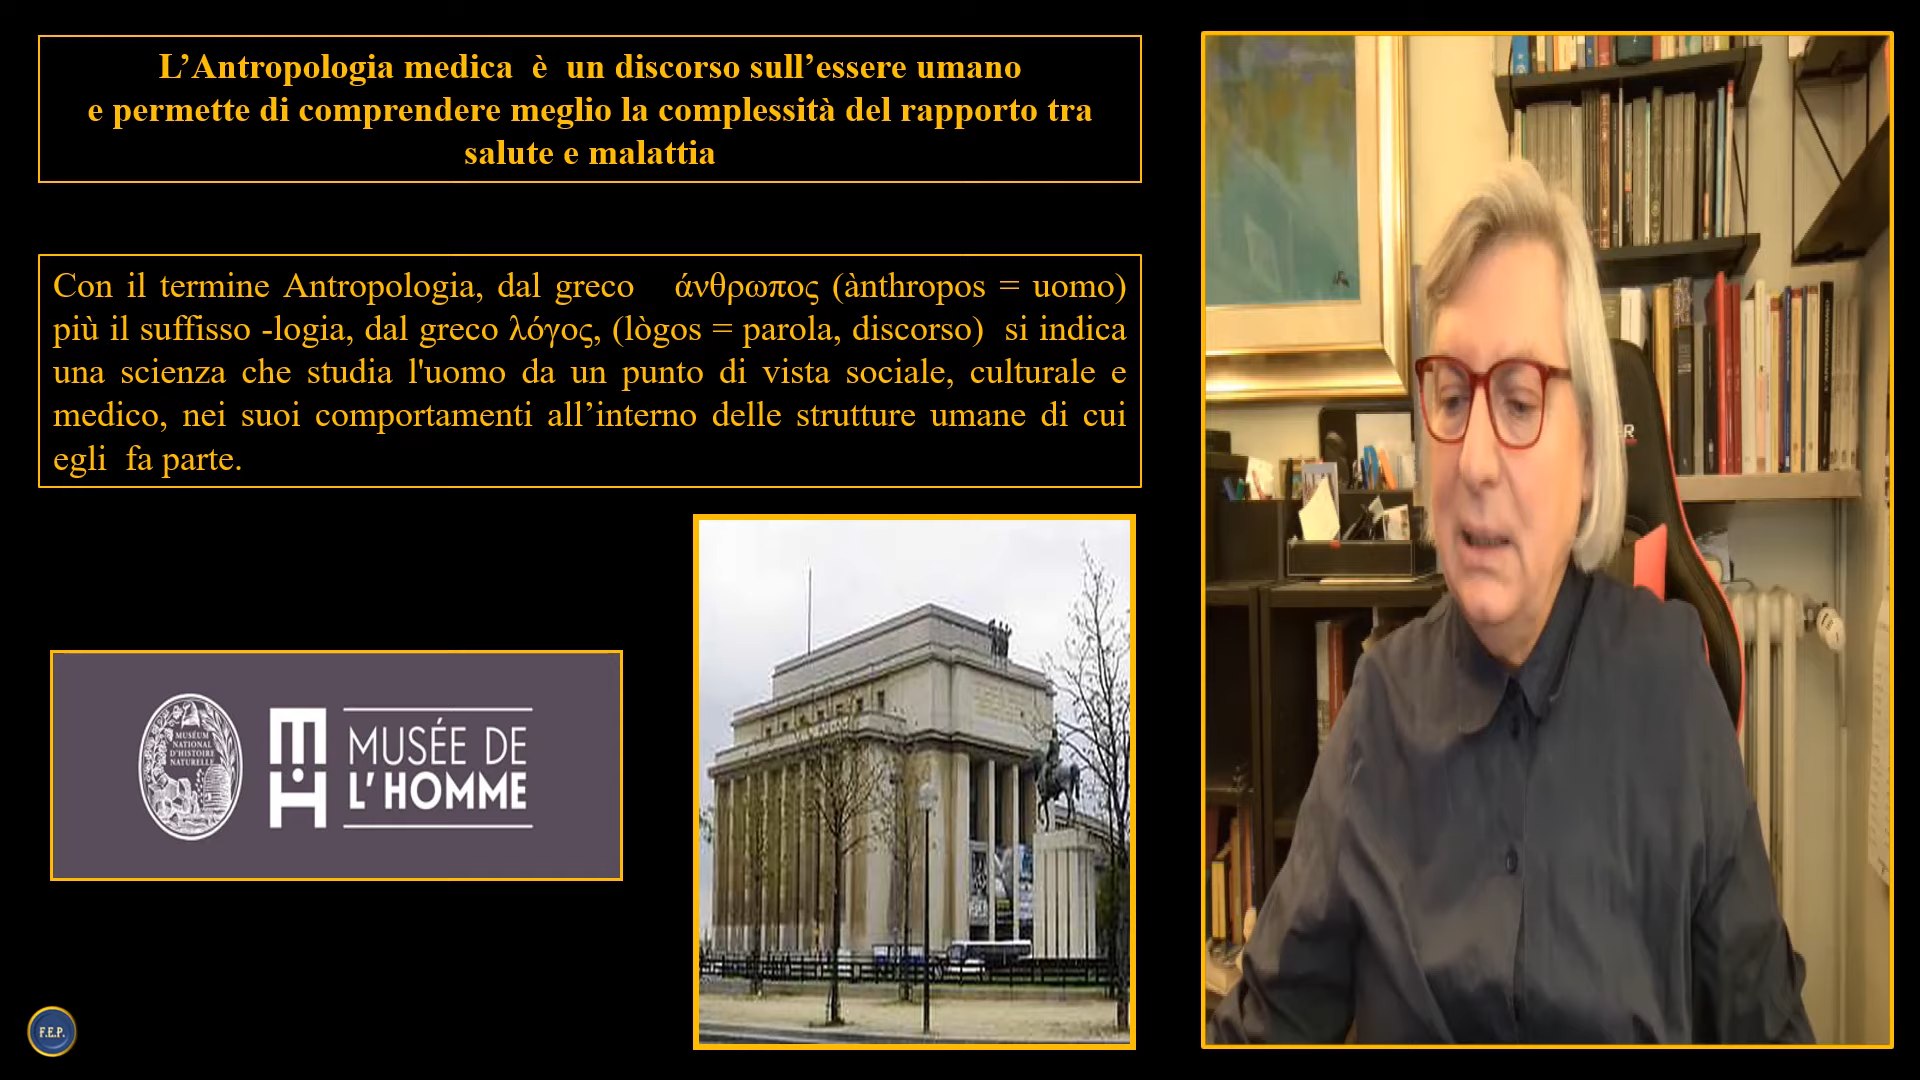 L’Antropologia medica è un discorso sull’essere umano
e permette di comprendere meglio la complessità del rapporto tra
salute e malattia
Con il termine Antropologia, dal greco άνθρωπος (ànthropos = uomo)
più il suffisso -logia, dal greco λόγος, (lògos = parola, discorso) si indica
una scienza che studia l'uomo da un punto di vista sociale, culturale e
medico, nei suoi comportamenti all’interno delle strutture umane di cui
egli fa parte.
MUSÉUM
NATIONAL
D'HISTOIRE
NATURELLE
MH
MUSÉE DE
L'HOMME
F.E.P.